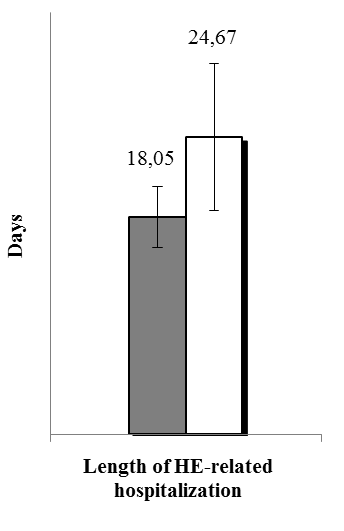 24,67
18,05
Days
Length of HE-related
hospitalization